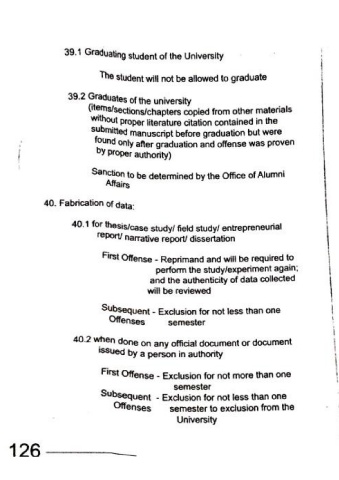 39.1 Graduating student of the University
The student will not be allowed to graduate
39.2 Graduates of the university
(items/sections/chapters copied from other materials
without proper literature citation contained in the
submitted manuscript before graduation but were
found only after graduation and offense was proven
by proper authority)
Sanction to be determined by the Office of Alumni
Affairs
40. Fabrication of data:
40.1 for thesis/case study/ field study/ entrepreneurial
report/ narrative report/ dissertation
First Offense - Reprimand and will be required to
perform the study/experiment again;
and the authenticity of data collected
will be reviewed
Subsequent - Exclusion for not less than one
Offenses semester
40.2 when done on any official document or document
issued by a person in authority
First Offense - Exclusion for not more than one
semester
Subsequent - Exclusion for not less than one
Offenses semester to exclusion from the
University
126